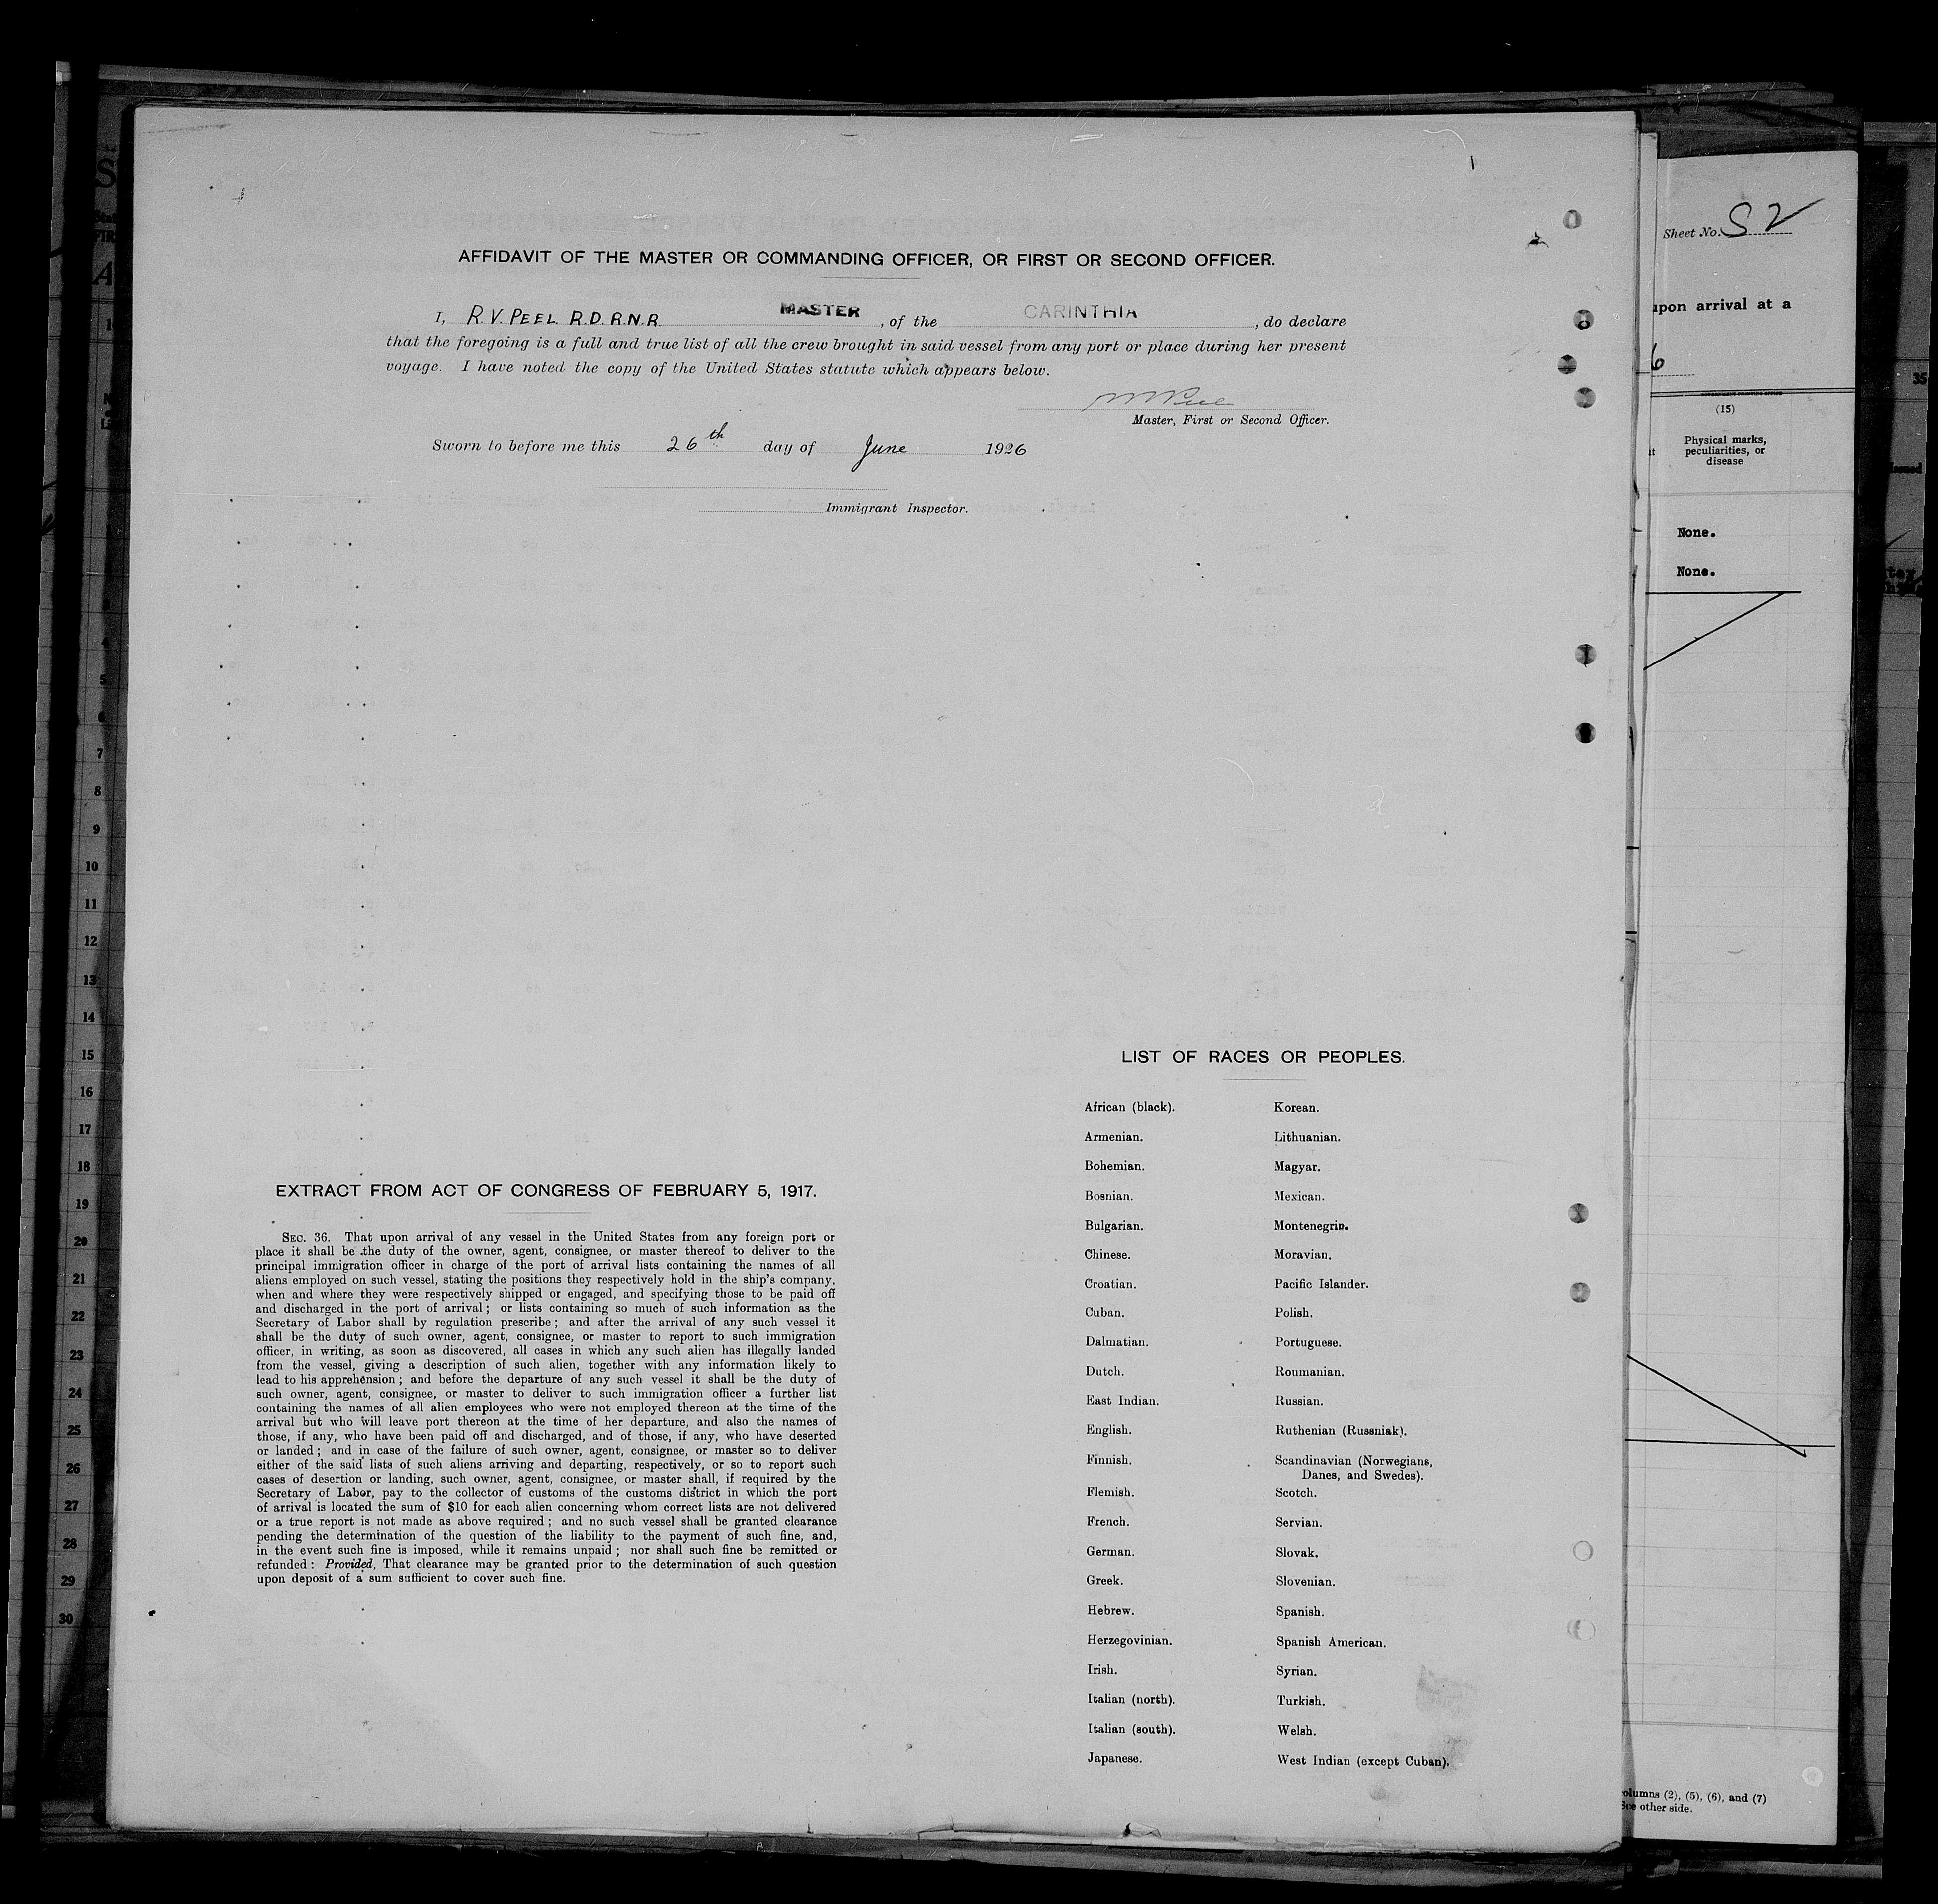 AFFIDAVIT OF THE MASTER OR COMMANDING OFFICER, OR FIRST OR SECOND OFFICER.
I, R.V. PEEL. R.D. R.N.R. MASTER, of the CARINTHIA, do declare
that the foregoing is a full and true list of all the crew brought in said vessel from any port or place during her present
voyage. I have noted the copy of the United States statute which appears below.
Master, First or Second Officer.
Sworn to before me this 26th day of June 1926
Immigrant Inspector.
EXTRACT FROM ACT OF CONGRESS OF FEBRUARY 5, 1917.
SEC. 36. That upon arrival of any vessel in the United States from any foreign port or
place it shall be the duty of the owner, agent, consignee, or master thereof to deliver to the
principal immigration officer in charge of the port of arrival lists containing the names of all
aliens employed on such vessel, stating the positions they respectively hold in the ship's company,
when and where they were respectively shipped or engaged, and specifying those to be paid off
and discharged in the port of arrival; or lists containing so much of such information as the
Secretary of Labor shall by regulation prescribe; and after the arrival of any such vessel it
shall be the duty of such owner, agent, consignee, or master to report to such immigration
officer, in writing, as soon as discovered, all cases in which any such alien has illegally landed
from the vessel, giving a description of such alien, together with any information likely to
lead to his apprehension; and before the departure of any such vessel it shall be the duty of
such owner, agent, consignee, or master to deliver to such immigration officer a further list
containing the names of all alien employees who were not employed thereon at the time of the
arrival but who will leave port thereon at the time of her departure, and also the names of
those, if any, who have been paid off and discharged, and of those, if any, who have deserted
or landed; and in case of the failure of such owner, agent, consignee, or master so to deliver
either of the said lists of such aliens arriving and departing, respectively, or so to report such
cases of desertion or landing, such owner, agent, consignee, or master shall, if required by the
Secretary of Labor, pay to the collector of customs of the customs district in which the port
of arrival is located the sum of $10 for each alien concerning whom correct lists are not delivered
or a true report is not made as above required; and no such vessel shall be granted clearance
pending the determination of the question of the liability to the payment of such fine, and,
in the event such fine is imposed, while it remains unpaid; nor shall such fine be remitted or
refunded: Provided, That clearance may be granted prior to the determination of such question
upon deposit of a sum sufficient to cover such fine.
LIST OF RACES OR PEOPLES.
African (black). Korean.
Armenian. Lithuanian.
Bohemian. Magyar.
Bosnian. Mexican.
Bulgarian. Montenegrin.
Chinese. Moravian.
Croatian. Pacific Islander.
Cuban. Polish.
Dalmatian. Portuguese.
Dutch. Roumanian.
East Indian. Russian.
English. Ruthenian (Russniak).
Finnish. Scandinavian (Norwegians,
Danes, and Swedes).
Flemish. Scotch.
French. Servian.
German. Slovak.
Greek. Slovenian.
Hebrew. Spanish.
Herzegovinian. Spanish American.
Irish. Syrian.
Italian (north). Turkish.
Italian (south). Welsh.
Japanese. West Indian (except Cuban).
Sheet No. S2
upon arrival at a
6
(15)
Physical marks,
peculiarities, or
disease
None.
None.
columns (2), (5), (6), and (7)
See other side.
35
4
5
6
7
8
9
10
11
12
13
14
15
16
17
18
19
20
21
22
23
24
25
26
27
28
29
30